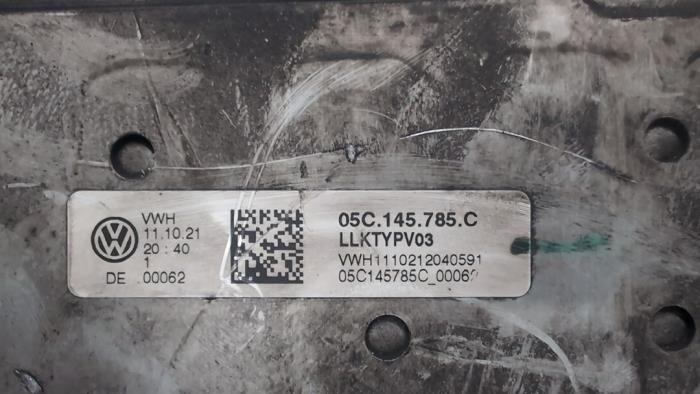 VWH
11.10.21
20 : 40
1
DE .00062
05C.145.785.C
LLKTYPV03
VWH1110212040591